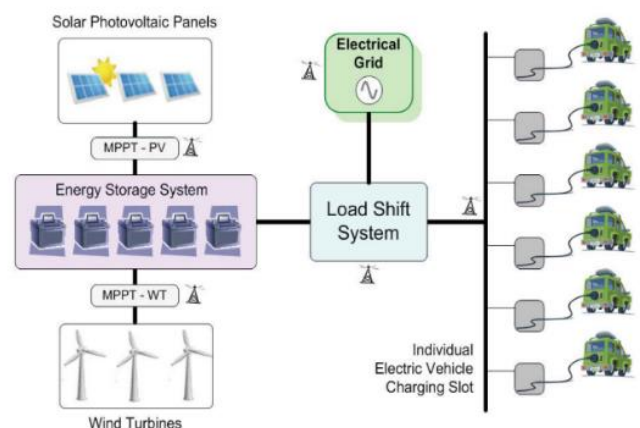 Solar Photovoltaic Panels
MPPT - PV
Energy Storage System
MPPT - WT
Wind Turbines
Electrical
Grid
Load Shift
System
Individual
Electric Vehicle
Charging Slot